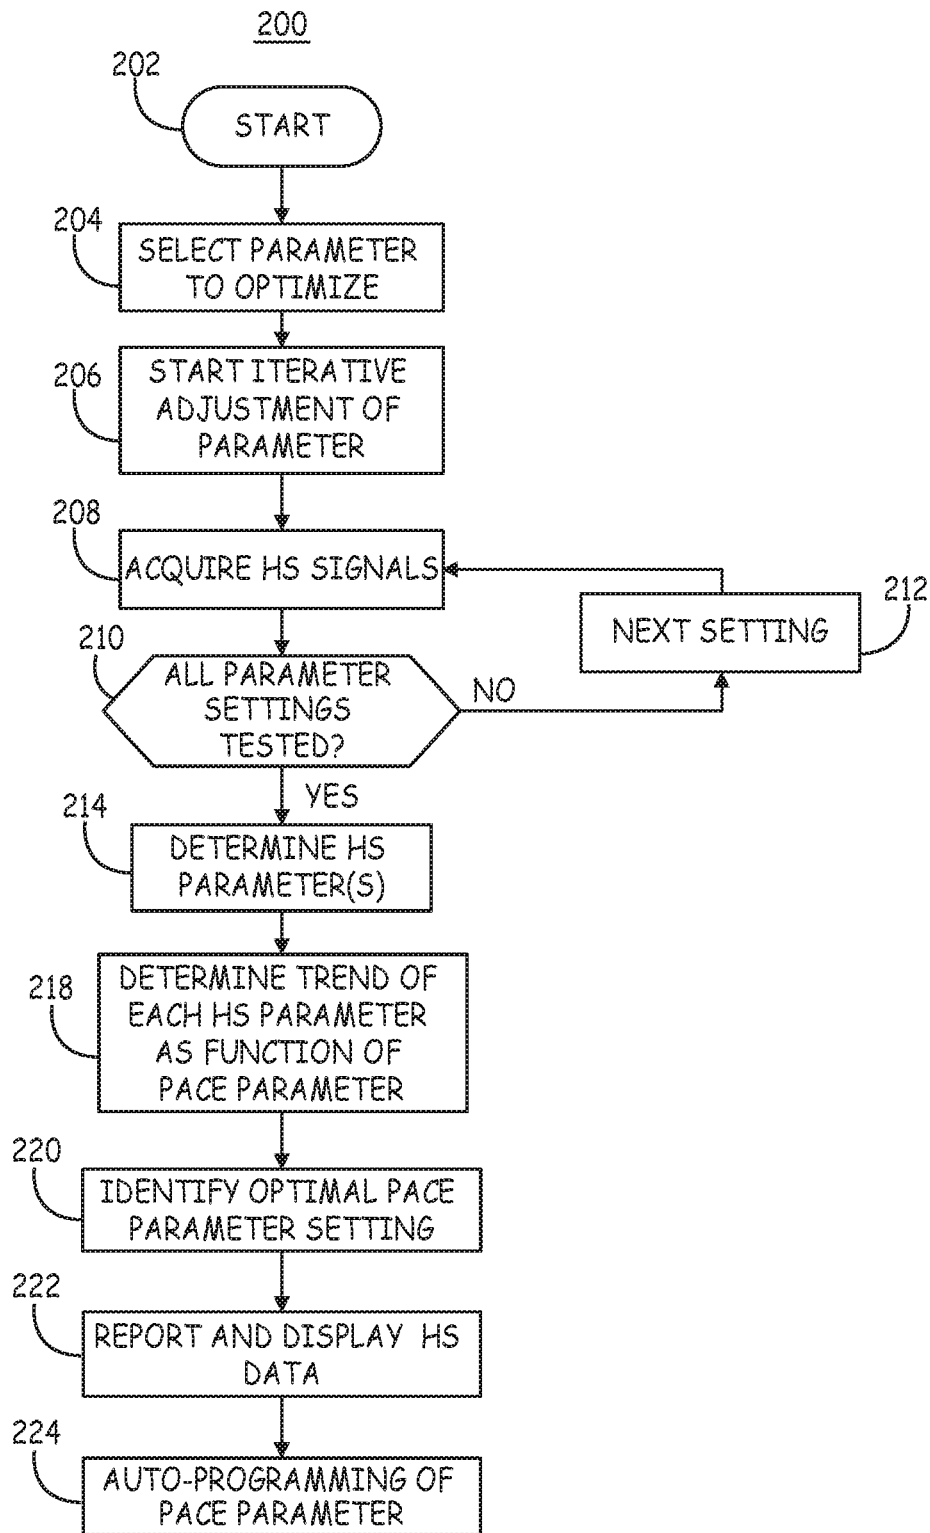 200
202
START
204
SELECT PARAMETER
TO OPTIMIZE
206
START ITERATIVE
ADJUSTMENT OF
PARAMETER
208
ACQUIRE HS SIGNALS
212
NEXT SETTING
210
ALL PARAMETER
SETTINGS
TESTED?
NO
YES
214
DETERMINE HS
PARAMETER(S)
218
DETERMINE TREND OF
EACH HS PARAMETER
AS FUNCTION OF
PACE PARAMETER
220
IDENTIFY OPTIMAL PACE
PARAMETER SETTING
222
REPORT AND DISPLAY HS
DATA
224
AUTO-PROGRAMMING OF
PACE PARAMETER